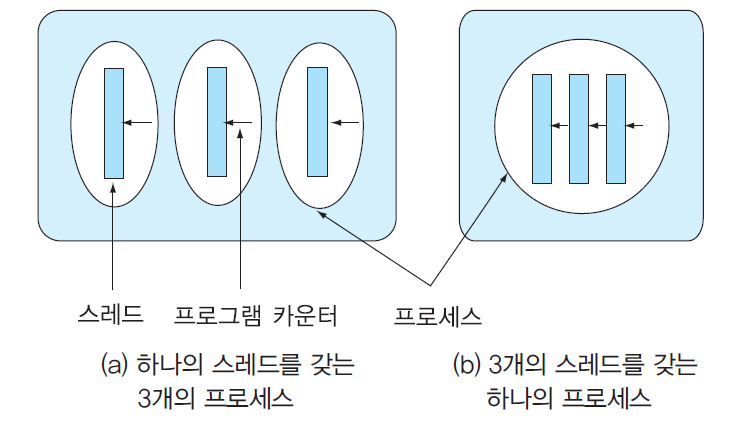 스레드 프로그램 카운터 프로세스
(a) 하나의 스레드를 갖는
3개의 프로세스
(b) 3개의 스레드를 갖는
하나의 프로세스